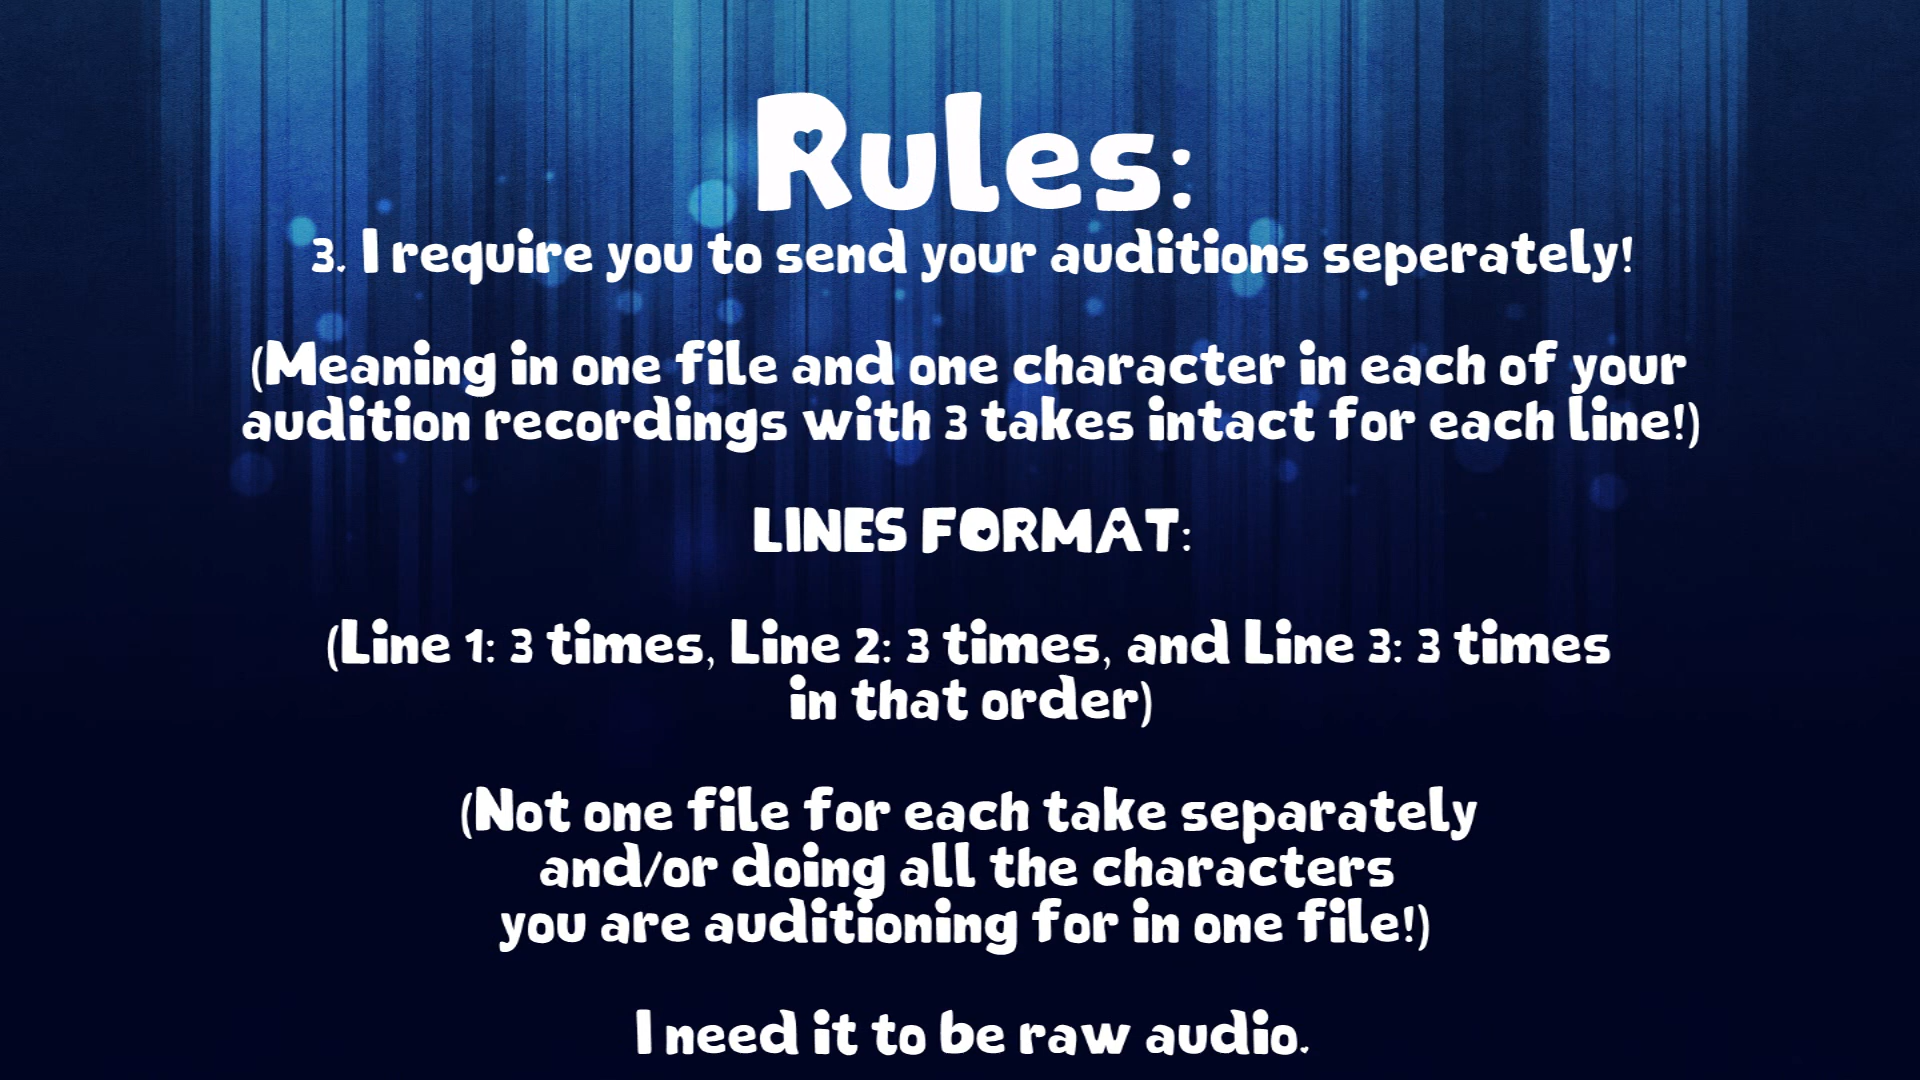 Rules:
3. I require you to send your auditions seperately!
(Meaning in one file and one character in each of your
audition recordings with 3 takes intact for each line!)
LINES FORMAT:
(Line 1: 3 times, Line 2: 3 times, and Line 3: 3 times
in that order)
(Not one file for each take separately
and/or doing all the characters
you are auditioning for in one file!)
I need it to be raw audio.